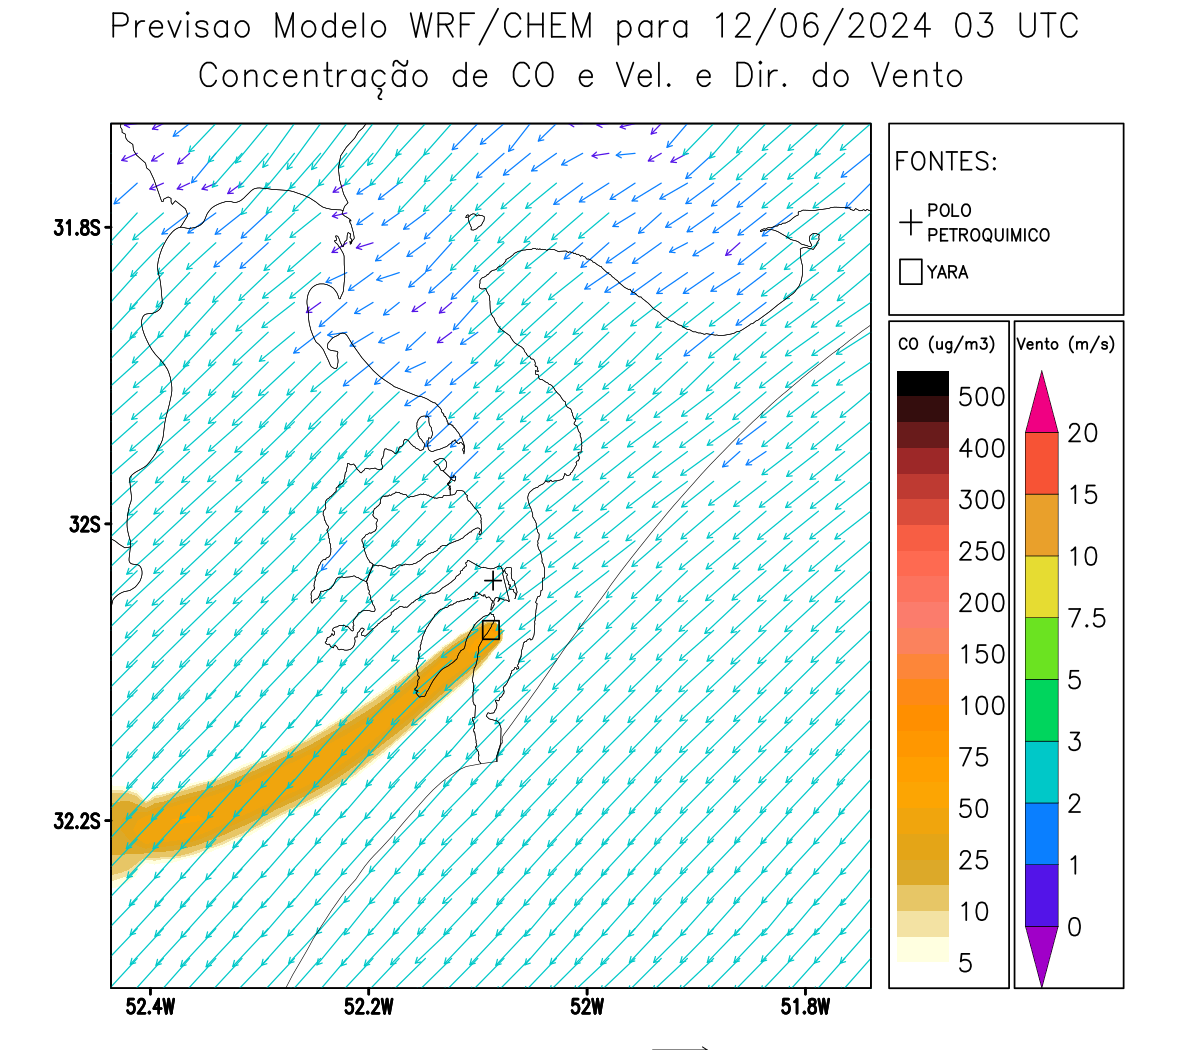 Previsao Modelo WRF/CHEM para 12/06/2024 03 UTC
Concentração de CO e Vel. e Dir. do Vento
FONTES:
POLO
PETROQUIMICO
YARA
CO (ug/m3)
500
400
300
250
200
150
100
75
50
25
10
5
Vento (m/s)
20
15
10
7.5
5
3
2
1
0
31.8S
32S
32.2S
52.4W
52.2W
52W
51.8W